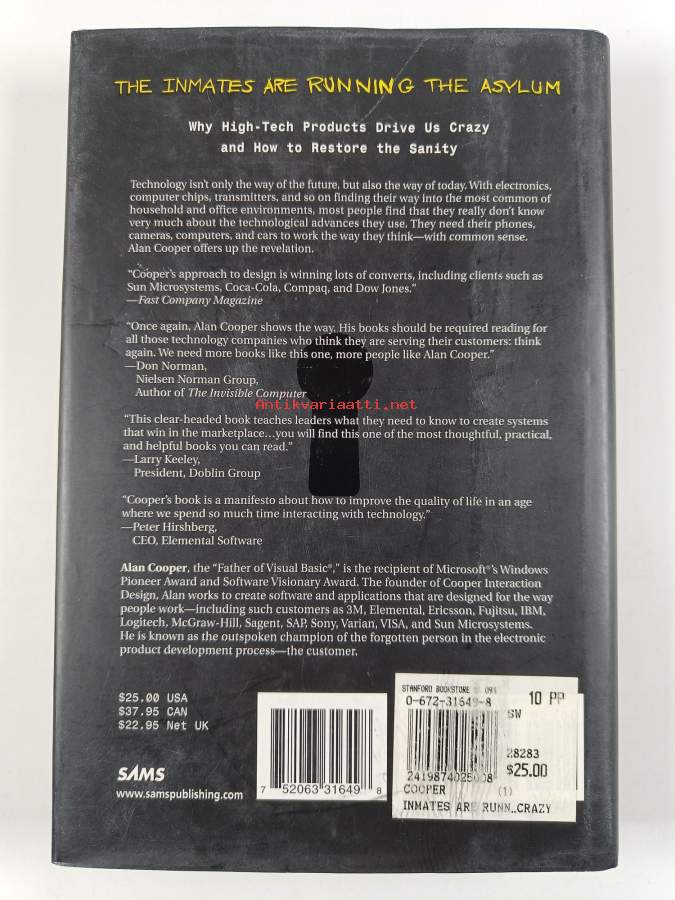 THE INMATES ARE RUNNING THE ASYLUM
Why High-Tech Products Drive Us Crazy
and How to Restore the Sanity
Technology isn't only the way of the future, but also the way of today. With electronics,
computer chips, transmitters, and so on finding their way into the most common of
household and office environments, most people find that they really don't know
very much about the technological advances they use. They need their phones,
cameras, computers, and cars to work the way they think—with common sense.
Alan Cooper offers up the revelation.
"Cooper's approach to design is winning lots of converts, including clients such as
Sun Microsystems, Coca-Cola, Compaq, and Dow Jones."
—Fast Company Magazine
"Once again, Alan Cooper shows the way. His books should be required reading for
all those technology companies who think they are serving their customers: think
again. We need more books like this one, more people like Alan Cooper."
—Don Norman,
Nielsen Norman Group,
Author of The Invisible Computer
Antikvariaatti.net
"This clear-headed book teaches leaders what they need to know to create systems
that win in the marketplace...you will find this one of the most thoughtful, practical,
and helpful books you can read."
—Larry Keeley,
President, Doblin Group
"Cooper's book is a manifesto about how to improve the quality of life in an age
where we spend so much time interacting with technology."
—Peter Hirshberg,
CEO, Elemental Software
Alan Cooper, the "Father of Visual Basic®," is the recipient of Microsoft®'s Windows
Pioneer Award and Software Visionary Award. The founder of Cooper Interaction
Design, Alan works to create software and applications that are designed for the way
people work—including such customers as 3M, Elemental, Ericsson, Fujitsu, IBM,
Logitech, McGraw-Hill, Sagent, SAP, Sony, Varian, VISA, and Sun Microsystems.
He is known as the outspoken champion of the forgotten person in the electronic
product development process—the customer.
$25.00 USA
$37.95 CAN
$22.95 Net UK
SAMS
www.samspublishing.com
7 52063 31649 8
STANFORD BOOKSTORE
0-672-31649-8 10 PP
SW
28283
$25.00
2419874025008
COOPER (1)
INMATES ARE RUNN..CRAZY